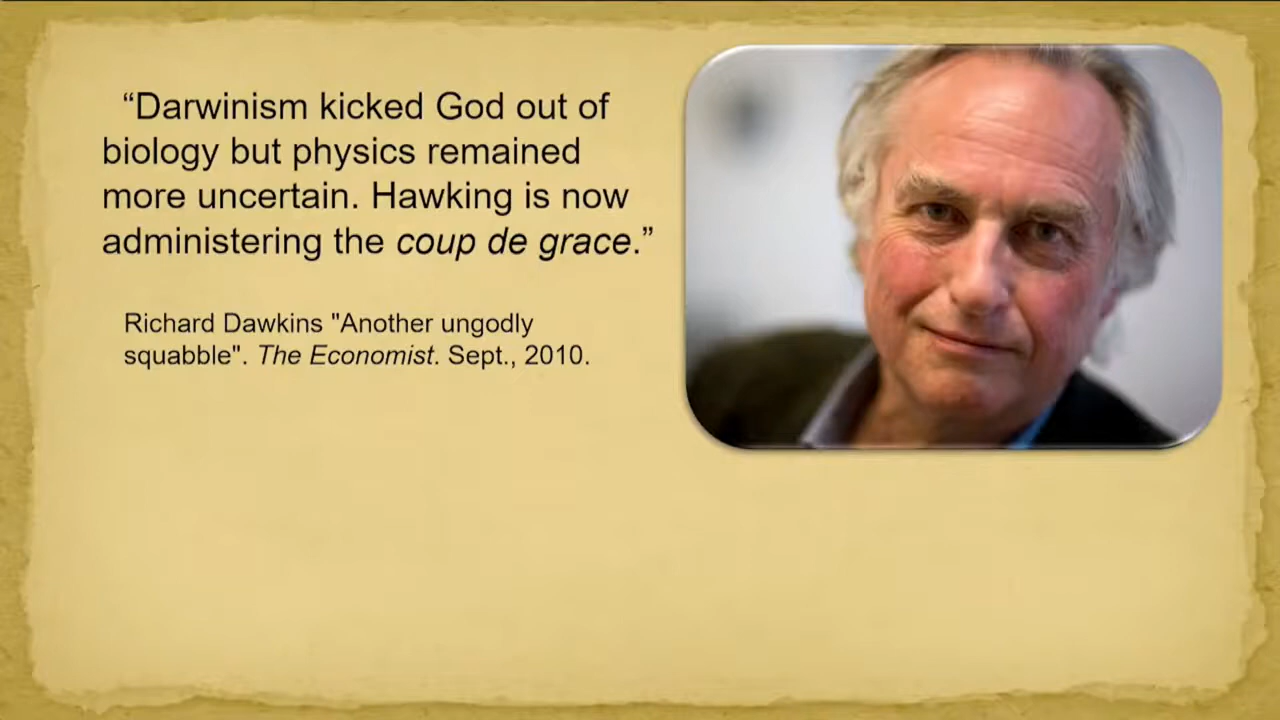 “Darwinism kicked God out of
biology but physics remained
more uncertain. Hawking is now
administering the coup de grace.”
Richard Dawkins "Another ungodly
squabble". The Economist. Sept., 2010.